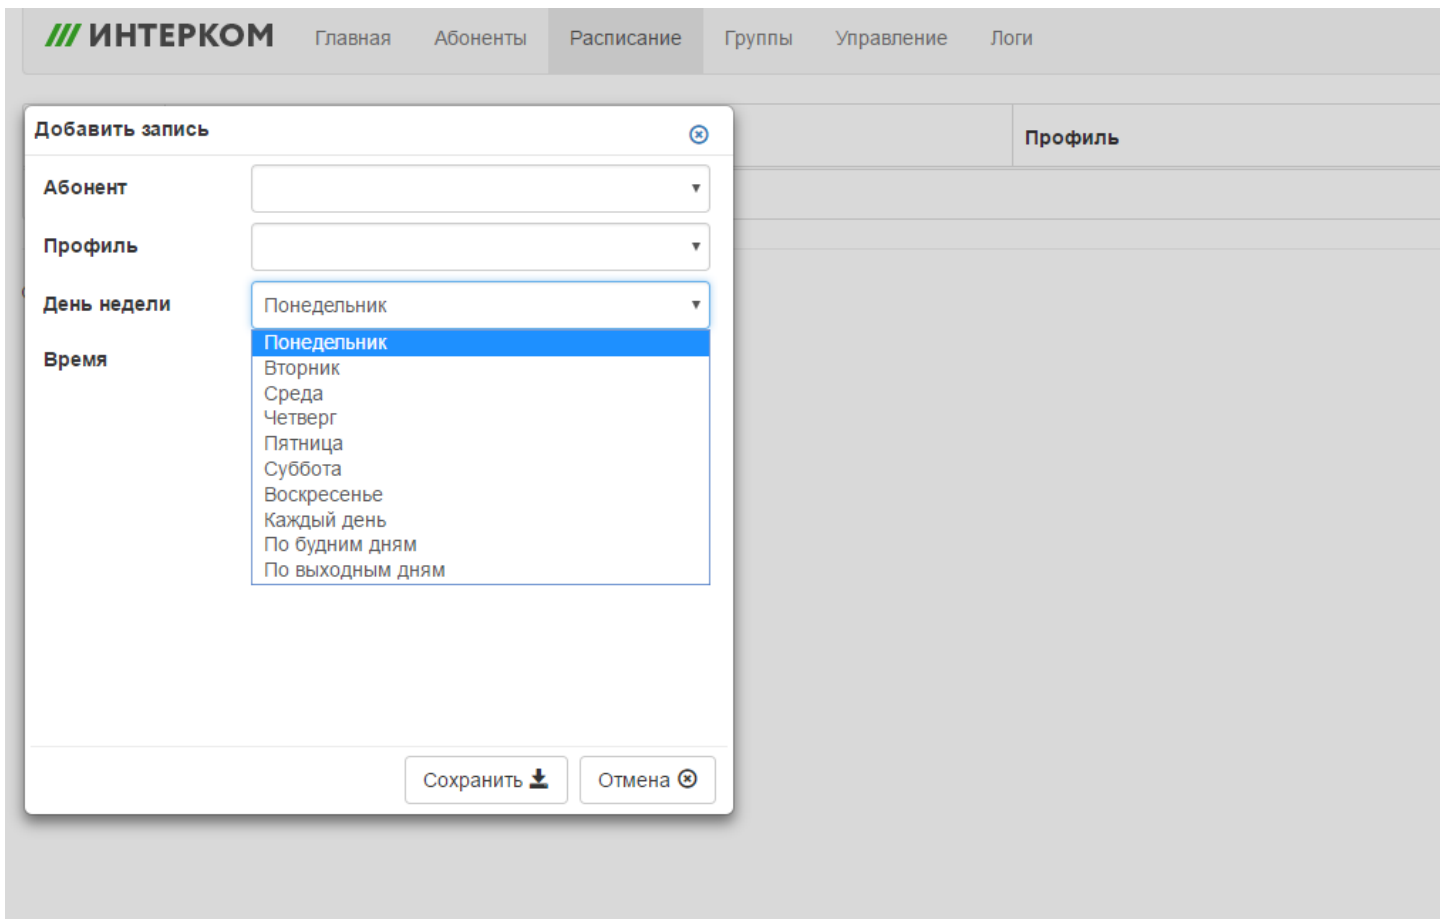 ИНТЕРКОМ Главная Абоненты Расписание Группы Управление Логи
Добавить запись
Профиль
Абонент
Профиль
День недели Понедельник
Время
Понедельник
Вторник
Среда
Четверг
Пятница
Суббота
Воскресенье
Каждый день
По будним дням
По выходным дням
Сохранить Отмена